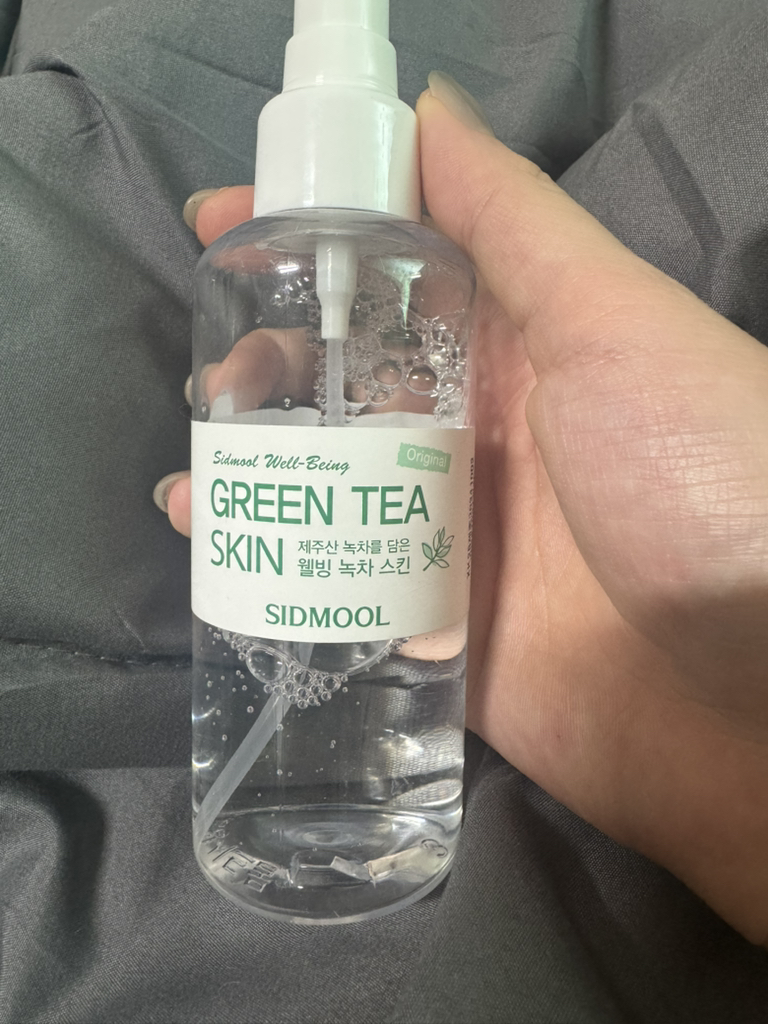 Sidmool Well-Being
Original
GREEN TEA
SKIN
제주산 녹차를 담은
웰빙 녹차 스킨
SIDMOOL